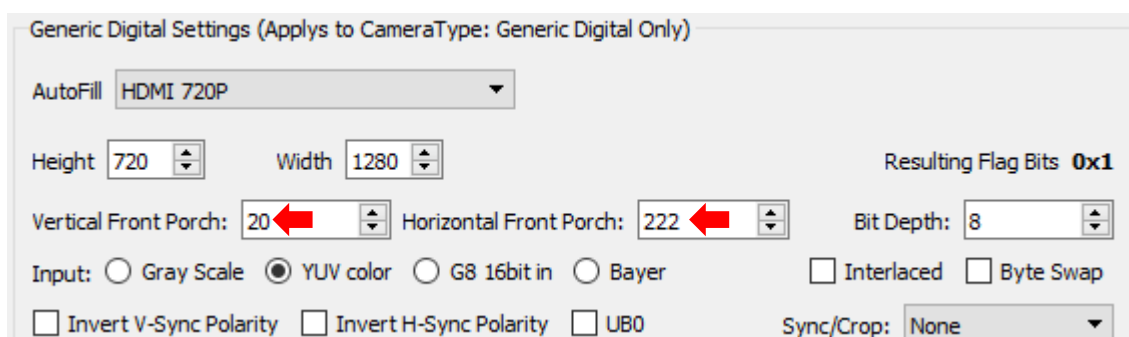 Generic Digital Settings (Applys to CameraType: Generic Digital Only)
AutoFill HDMI 720P
Height 720 Width 1280 Resulting Flag Bits 0x1
Vertical Front Porch: 20 Horizontal Front Porch: 222 Bit Depth: 8
Input: Gray Scale YUV color G8 16bit in Bayer Interlaced Byte Swap
Invert V-Sync Polarity Invert H-Sync Polarity UB0 Sync/Crop: None